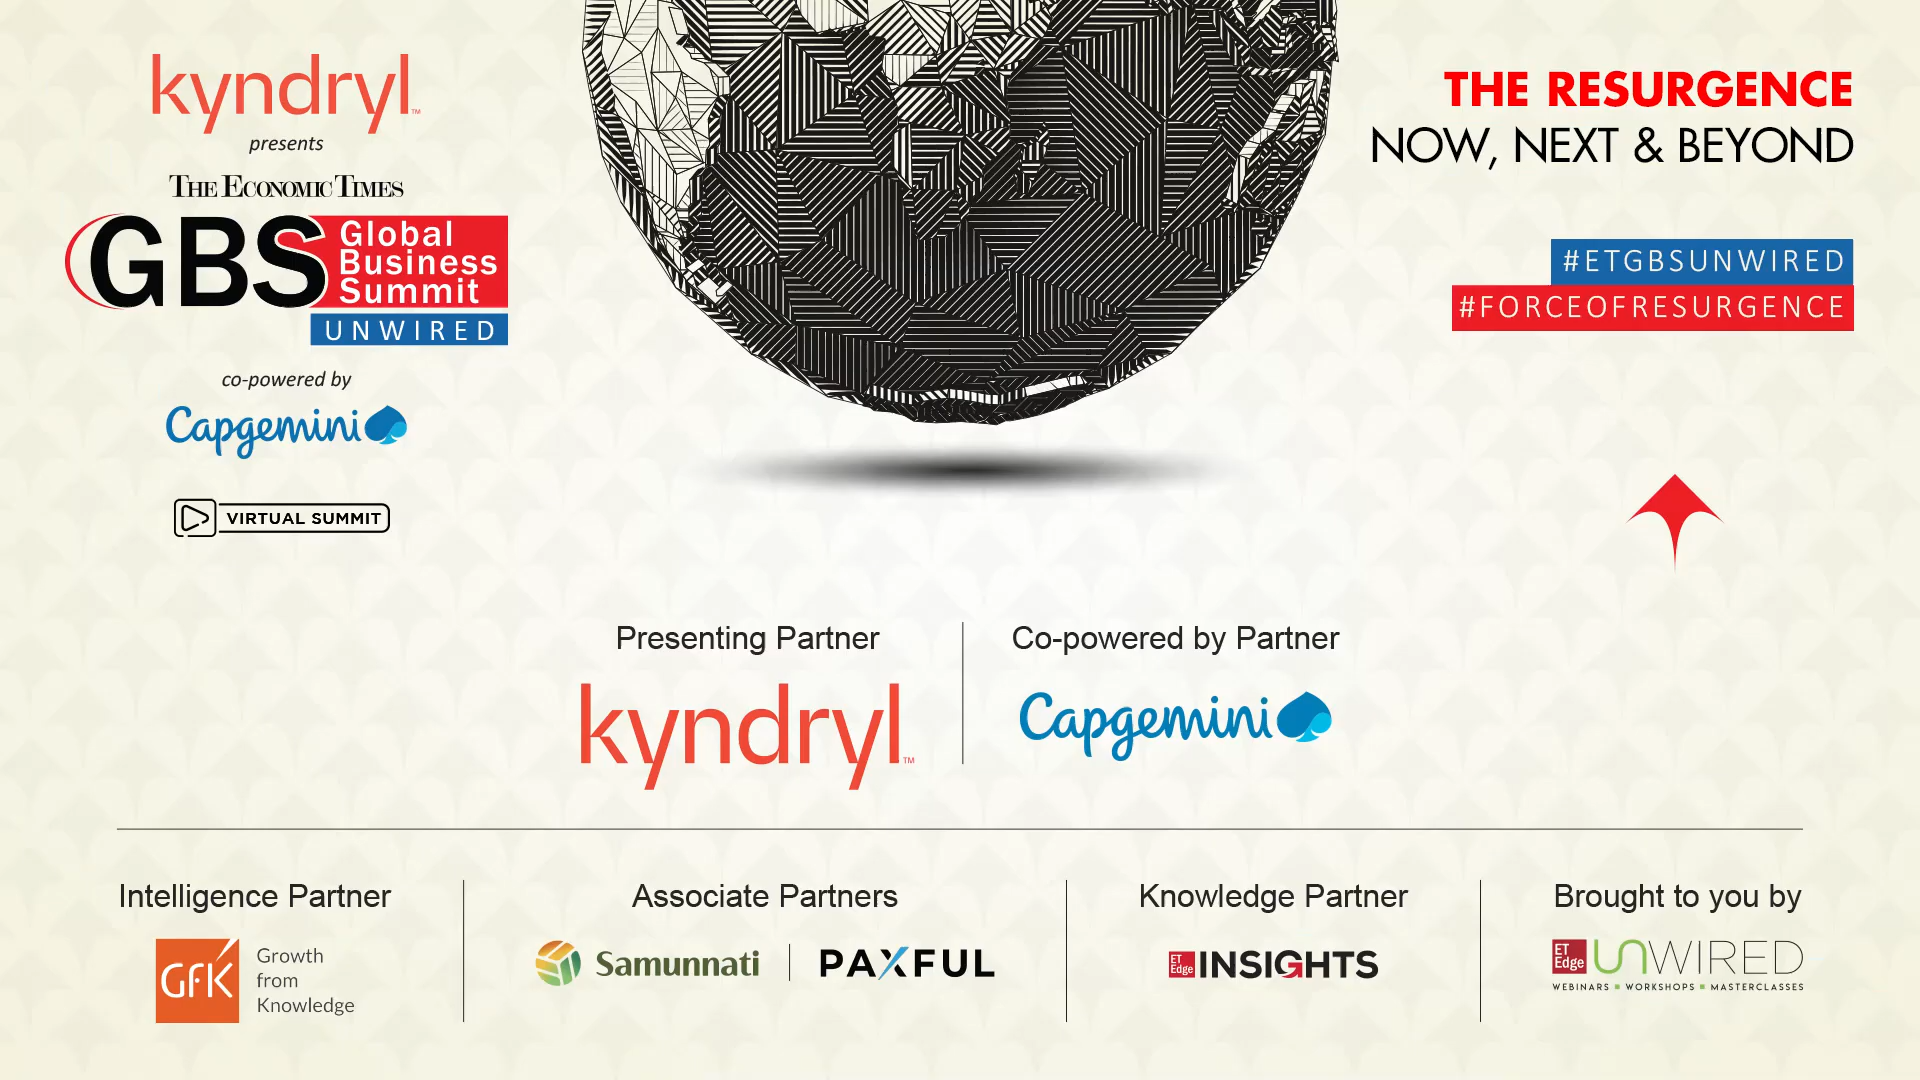 kyndryl™
presents
THE ECONOMIC TIMES
GBS Global
Business
Summit
UNWIRED
co-powered by
Capgemini
VIRTUAL SUMMIT
THE RESURGENCE
NOW, NEXT & BEYOND
#ETGBSUNWIRED
#FORCEOFRESURGENCE
Presenting Partner
kyndryl™
Co-powered by Partner
Capgemini
Intelligence Partner
GfK
Growth
from
Knowledge
Associate Partners
Samunnati
PAXFUL
Knowledge Partner
ET
Edge
INSIGHTS
Brought to you by
ET
Edge
UNWIRED
WEBINARS ▪ WORKSHOPS ▪ MASTERCLASSES